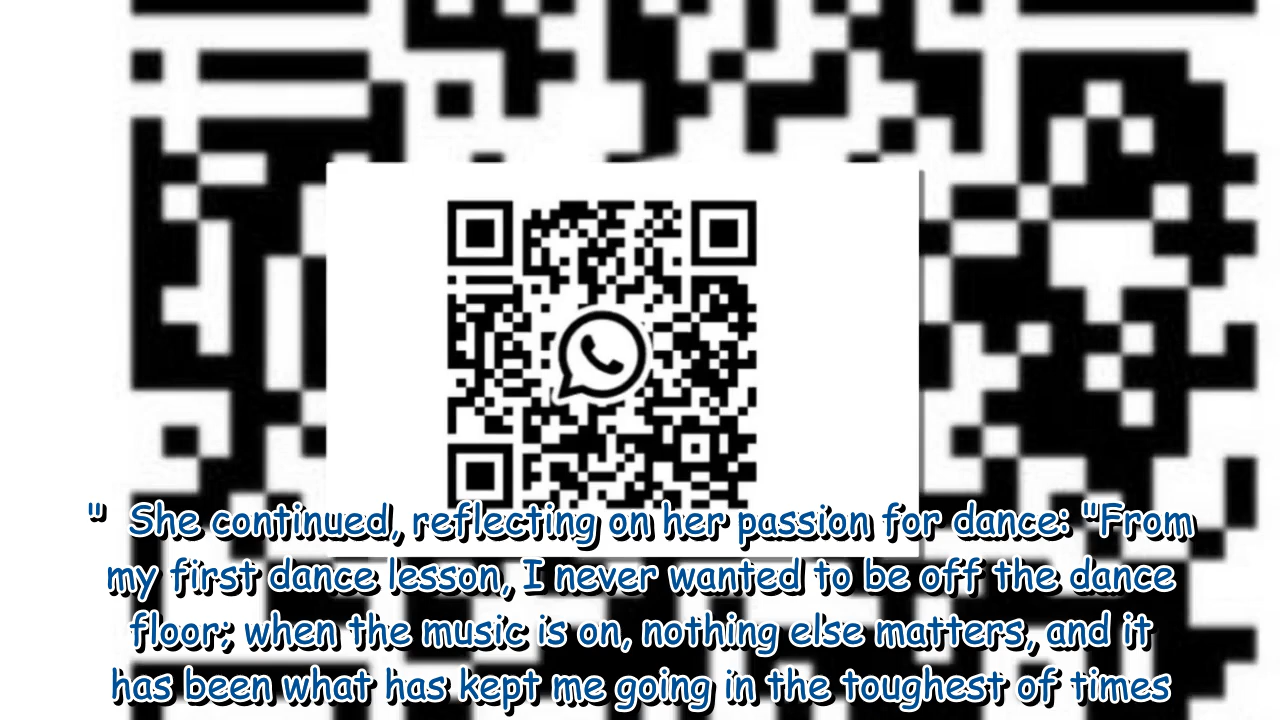 "  She continued, reflecting on her passion for dance: "From
my first dance lesson, I never wanted to be off the dance
floor; when the music is on, nothing else matters, and it
has been what has kept me going in the toughest of times